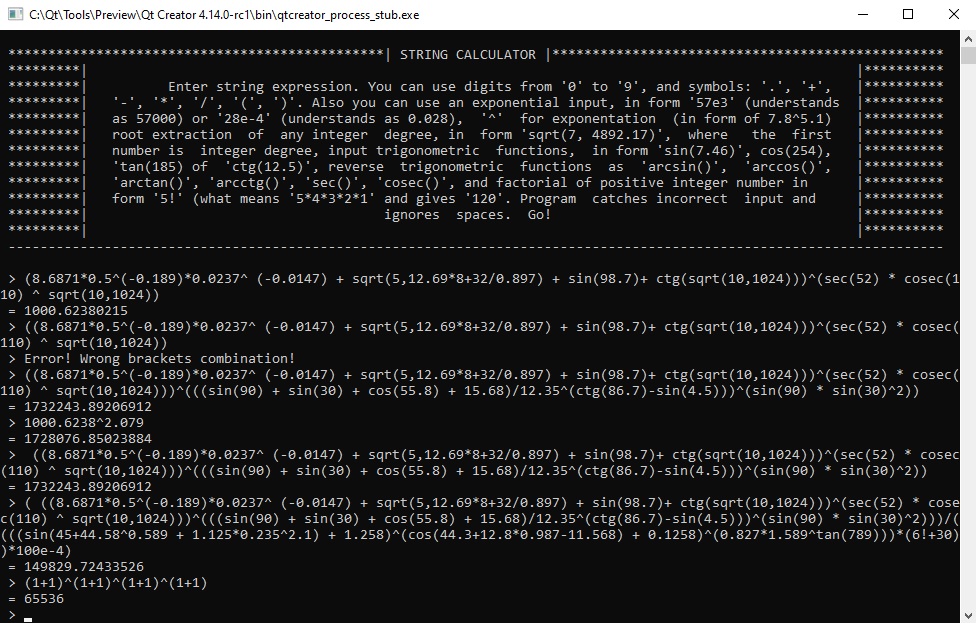 C:\Qt\Tools\Preview\Qt Creator 4.14.0-rc1\bin\qtcreator_process_stub.exe
***********************************************| STRING CALCULATOR |*************************************************
*********| |**********
*********| Enter string expression. You can use digits from '0' to '9', and symbols: '.', '+', |**********
*********| '-', '*', '/', '(', ')'. Also you can use an exponential input, in form '57e3' (understands |**********
*********| as 57000) or '28e-4' (understands as 0.028), '^' for exponentation (in form of 7.8^5.1) |**********
*********| root extraction of any integer degree, in form 'sqrt(7, 4892.17)', where the first |**********
*********| number is integer degree, input trigonometric functions, in form 'sin(7.46)', cos(254), |**********
*********| 'tan(185) of 'ctg(12.5)', reverse trigonometric functions as 'arcsin()', 'arccos()', |**********
*********| 'arctan()', 'arcctg()', 'sec()', 'cosec()', and factorial of positive integer number in |**********
*********| form '5!' (what means '5*4*3*2*1' and gives '120'. Program catches incorrect input and |**********
*********| ignores spaces. Go! |**********
*********| |**********
---------------------------------------------------------------------------------------------------------------------
> (8.6871*0.5^(-0.189)*0.0237^ (-0.0147) + sqrt(5,12.69*8+32/0.897) + sin(98.7)+ ctg(sqrt(10,1024)))^(sec(52) * cosec(1
10) ^ sqrt(10,1024))
= 1000.62380215
> ((8.6871*0.5^(-0.189)*0.0237^ (-0.0147) + sqrt(5,12.69*8+32/0.897) + sin(98.7)+ ctg(sqrt(10,1024)))^(sec(52) * cosec(
110) ^ sqrt(10,1024))
> Error! Wrong brackets combination!
> ((8.6871*0.5^(-0.189)*0.0237^ (-0.0147) + sqrt(5,12.69*8+32/0.897) + sin(98.7)+ ctg(sqrt(10,1024)))^(sec(52) * cosec(
110) ^ sqrt(10,1024)))^(((sin(90) + sin(30) + cos(55.8) + 15.68)/12.35^(ctg(86.7)-sin(4.5)))^(sin(90) * sin(30)^2))
= 1732243.89206912
> 1000.6238^2.079
= 1728076.85023884
> ((8.6871*0.5^(-0.189)*0.0237^ (-0.0147) + sqrt(5,12.69*8+32/0.897) + sin(98.7)+ ctg(sqrt(10,1024)))^(sec(52) * cosec
(110) ^ sqrt(10,1024)))^(((sin(90) + sin(30) + cos(55.8) + 15.68)/12.35^(ctg(86.7)-sin(4.5)))^(sin(90) * sin(30)^2))
= 1732243.89206912
> ( ((8.6871*0.5^(-0.189)*0.0237^ (-0.0147) + sqrt(5,12.69*8+32/0.897) + sin(98.7)+ ctg(sqrt(10,1024)))^(sec(52) * cose
c(110) ^ sqrt(10,1024)))^(((sin(90) + sin(30) + cos(55.8) + 15.68)/12.35^(ctg(86.7)-sin(4.5)))^(sin(90) * sin(30)^2)))/(
(((sin(45+44.58^0.589 + 1.125*0.235^2.1) + 1.258)^(cos(44.3+12.8*0.987-11.568) + 0.1258)^(0.827*1.589^tan(789)))*(6!+30)
)*100e-4)
= 149829.72433526
> (1+1)^(1+1)^(1+1)^(1+1)
= 65536
>